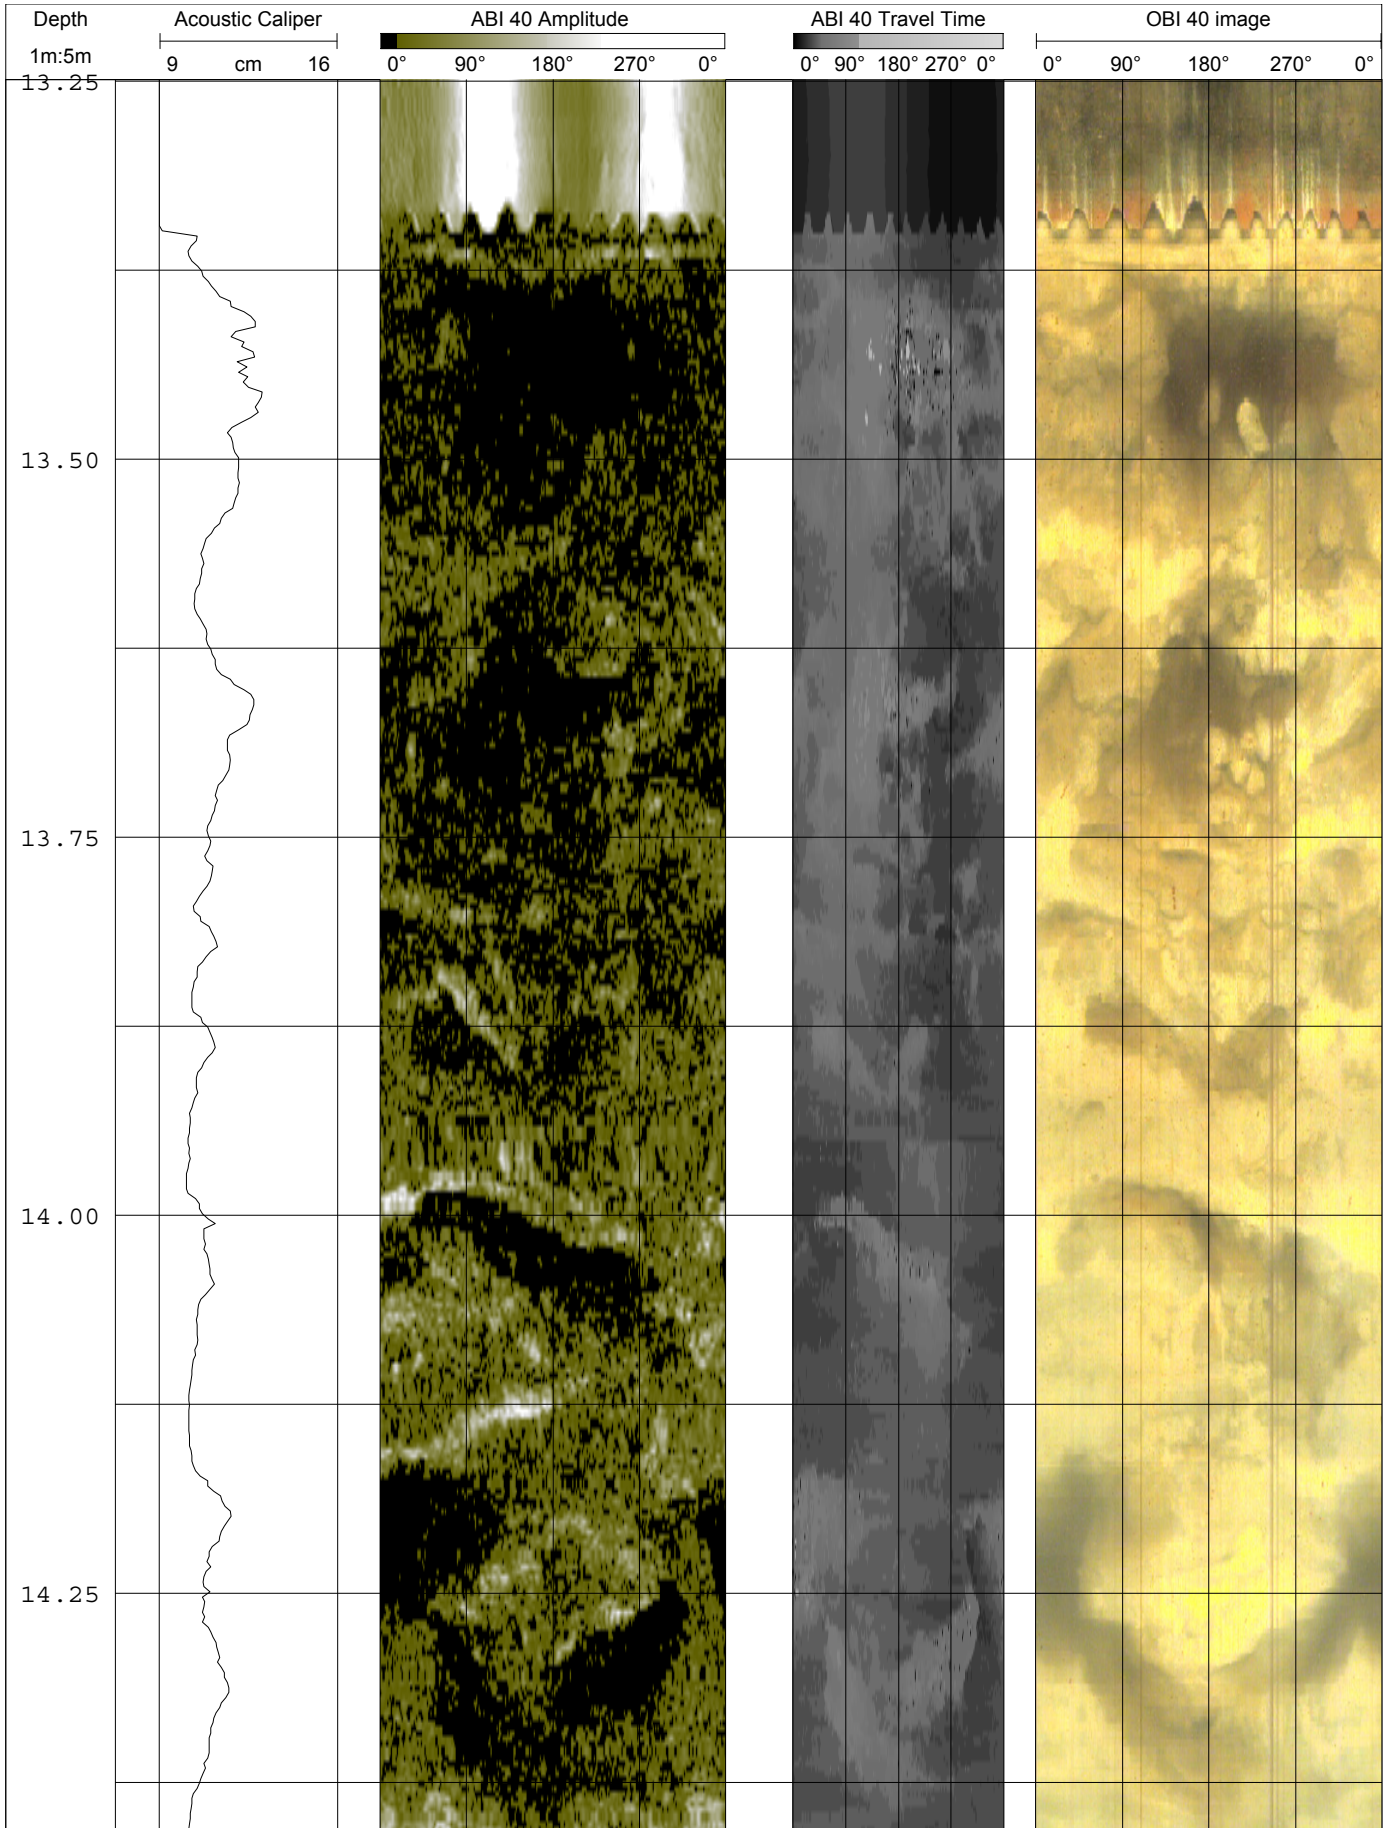 Depth Acoustic Caliper ABI 40 Amplitude ABI 40 Travel Time OBI 40 image
1m:5m 9 cm 16 0° 90° 180° 270° 0° 0° 90° 180° 270° 0° 0° 90° 180° 270° 0°
13.25
13.50
13.75
14.00
14.25